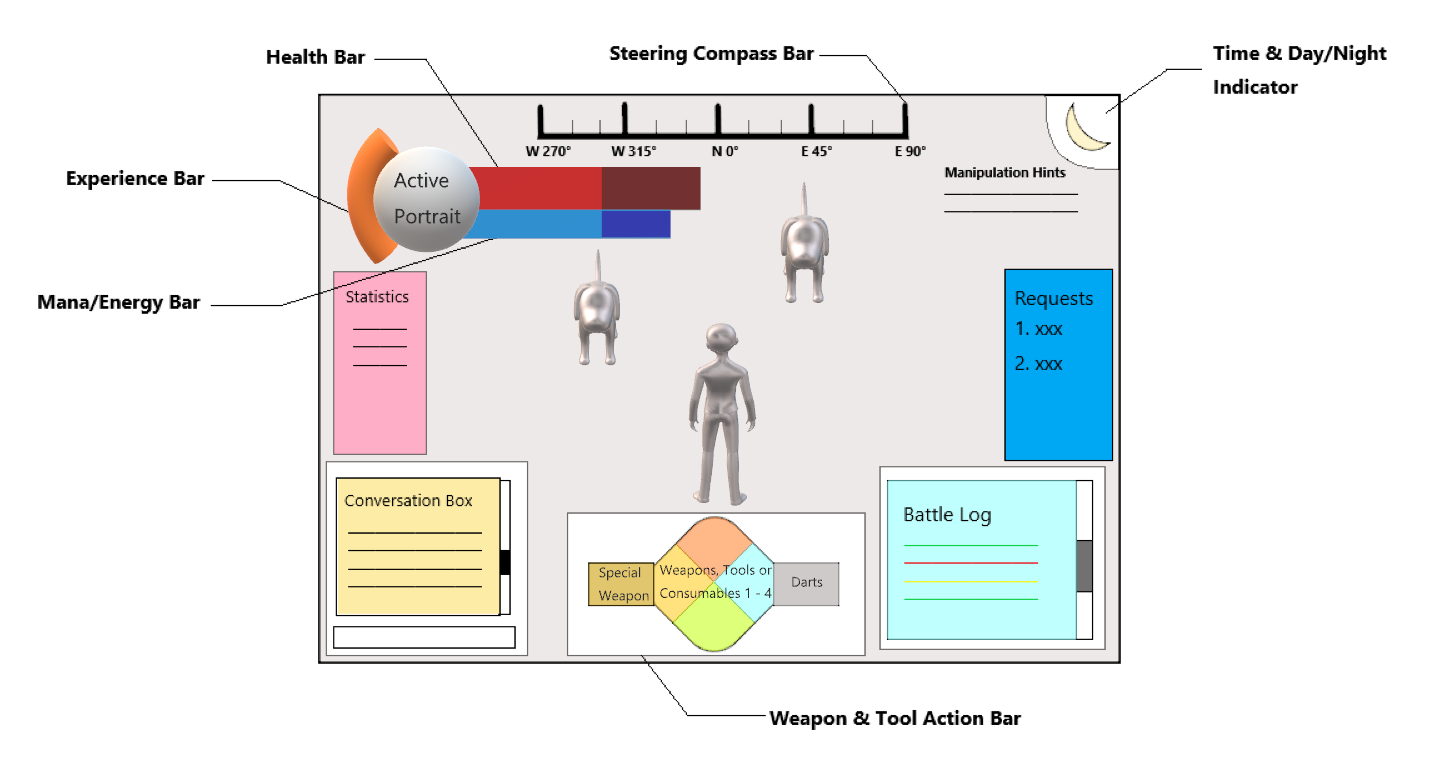 Health Bar
Steering Compass Bar
Time & Day/Night
Indicator
W 270°
W 315°
N 0°
E 45°
E 90°
Experience Bar
Active
Portrait
Manipulation Hints
Mana/Energy Bar
Statistics
Requests
1. xxx
2. xxx
Conversation Box
Battle Log
Special
Weapon
Weapons, Tools or
Consumables 1 - 4
Darts
Weapon & Tool Action Bar